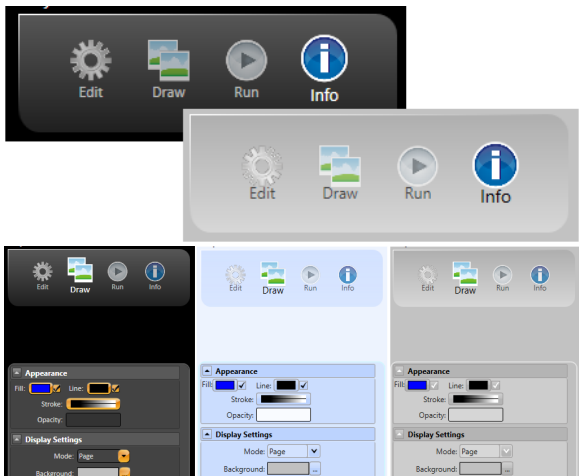 Edit Draw Run Info
Edit Draw Run Info
Edit Draw Run Info
Edit Draw Run Info
Edit Draw Run Info
Appearance
Fill: Line:
Stroke:
Opacity:
Display Settings
Mode: Page
Background: ...
Appearance
Fill: Line:
Stroke:
Opacity:
Display Settings
Mode: Page
Background: ...
Appearance
Fill: Line:
Stroke:
Opacity:
Display Settings
Mode: Page
Background: ...